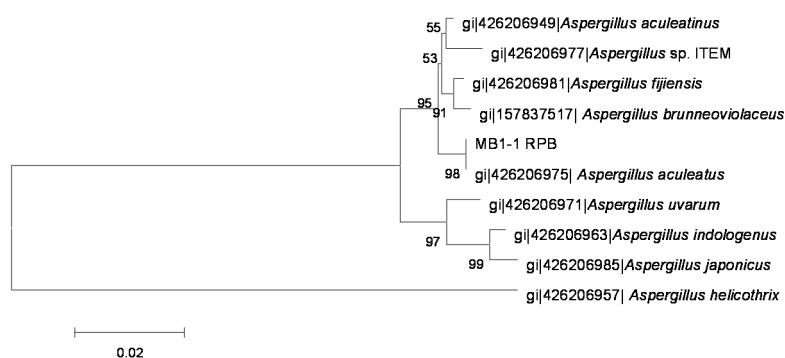 55
gi|426206949|Aspergillus aculeatinus
gi|426206977|Aspergillus sp. ITEM
53
gi|426206981|Aspergillus fijiensis
95
91
gi|157837517| Aspergillus brunneoviolaceus
MB1-1 RPB
98
gi|426206975| Aspergillus aculeatus
gi|426206971|Aspergillus uvarum
97
gi|426206963|Aspergillus indologenus
99
gi|426206985|Aspergillus japonicus
gi|426206957| Aspergillus helicothrix
0.02